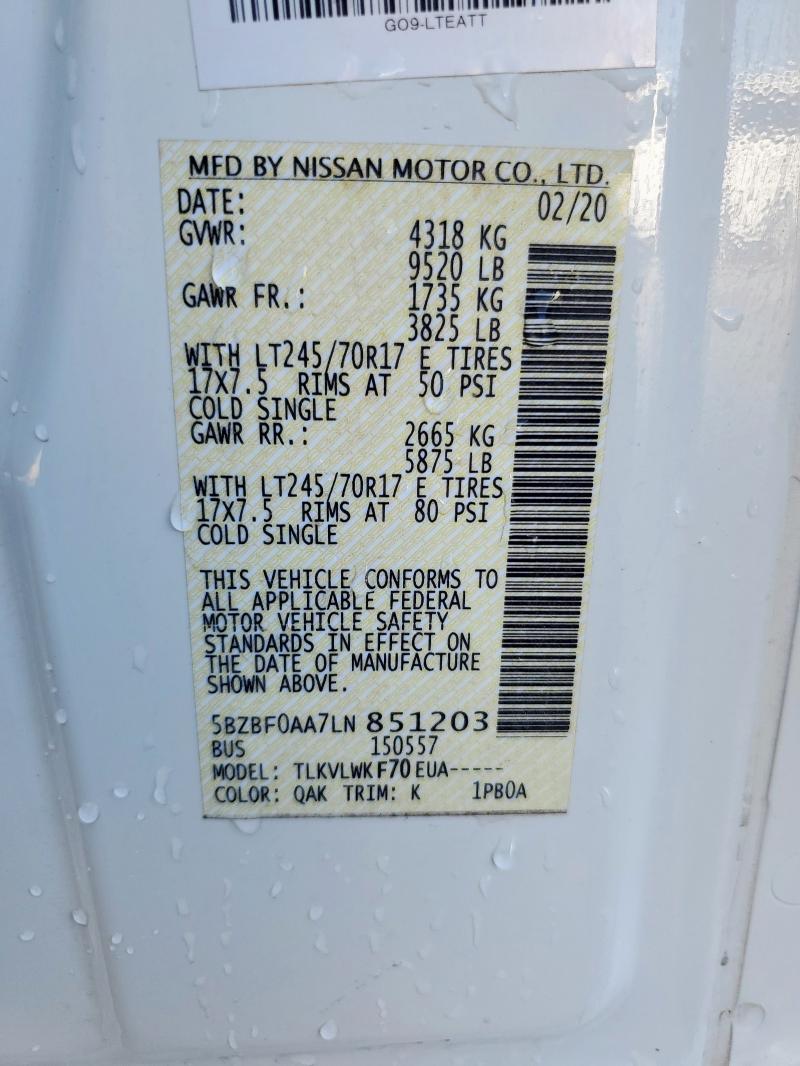 G09-LTEATT
MFD BY NISSAN MOTOR CO., LTD.
DATE: 02/20
GVWR: 4318 KG
9520 LB
GAWR FR.: 1735 KG
3825 LB
WITH LT245/70R17 E TIRES
17X7.5 RIMS AT 50 PSI
COLD SINGLE
GAWR RR.: 2665 KG
5875 LB
WITH LT245/70R17 E TIRES
17X7.5 RIMS AT 80 PSI
COLD SINGLE
THIS VEHICLE CONFORMS TO
ALL APPLICABLE FEDERAL
MOTOR VEHICLE SAFETY
STANDARDS IN EFFECT ON
THE DATE OF MANUFACTURE
SHOWN ABOVE.
5BZBF0AA7LN 851203
BUS 150557
MODEL: TLKVLWKF70EUA-----
COLOR: QAK TRIM: K 1PB0A